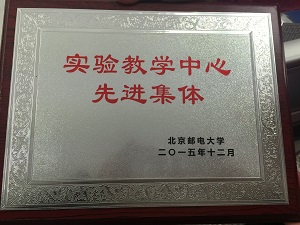 实验教学中心
先进集体
北京邮电大学
二〇一五年十二月